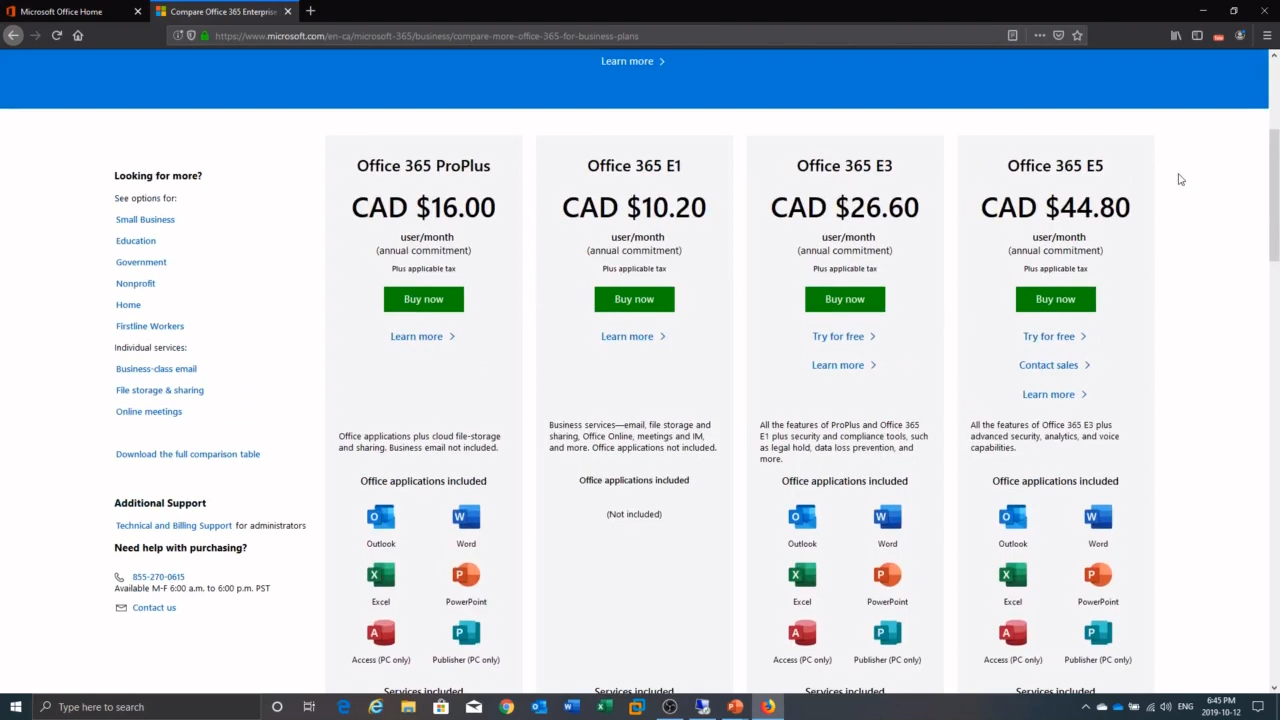 Microsoft Office Home
Compare Office 365 Enterprise
https://www.microsoft.com/en-ca/microsoft-365/business/compare-more-office-365-for-business-plans
Learn more
Looking for more?
See options for:
Small Business
Education
Government
Nonprofit
Home
Firstline Workers
Individual services:
Business-class email
File storage & sharing
Online meetings
Download the full comparison table
Additional Support
Technical and Billing Support for administrators
Need help with purchasing?
855-270-0615
Available M-F 6:00 a.m. to 6:00 p.m. PST
Contact us
Office 365 ProPlus
CAD $16.00
user/month
(annual commitment)
Plus applicable tax
Buy now
Learn more
Office applications plus cloud file-storage
and sharing. Business email not included.
Office applications included
Outlook
Word
Excel
PowerPoint
Access (PC only)
Publisher (PC only)
Services included
Office 365 E1
CAD $10.20
user/month
(annual commitment)
Plus applicable tax
Buy now
Learn more
Business services—email, file storage and
sharing, Office Online, meetings and IM,
and more. Office applications not included.
Office applications included
(Not included)
Services included
Office 365 E3
CAD $26.60
user/month
(annual commitment)
Plus applicable tax
Buy now
Try for free
Learn more
All the features of ProPlus and Office 365
E1 plus security and compliance tools, such
as legal hold, data loss prevention, and
more.
Office applications included
Outlook
Word
Excel
PowerPoint
Access (PC only)
Publisher (PC only)
Services included
Office 365 E5
CAD $44.80
user/month
(annual commitment)
Plus applicable tax
Buy now
Try for free
Contact sales
Learn more
All the features of Office 365 E3 plus
advanced security, analytics, and voice
capabilities.
Office applications included
Outlook
Word
Excel
PowerPoint
Access (PC only)
Publisher (PC only)
Services included
Type here to search
ENG
6:45 PM
2019-10-12